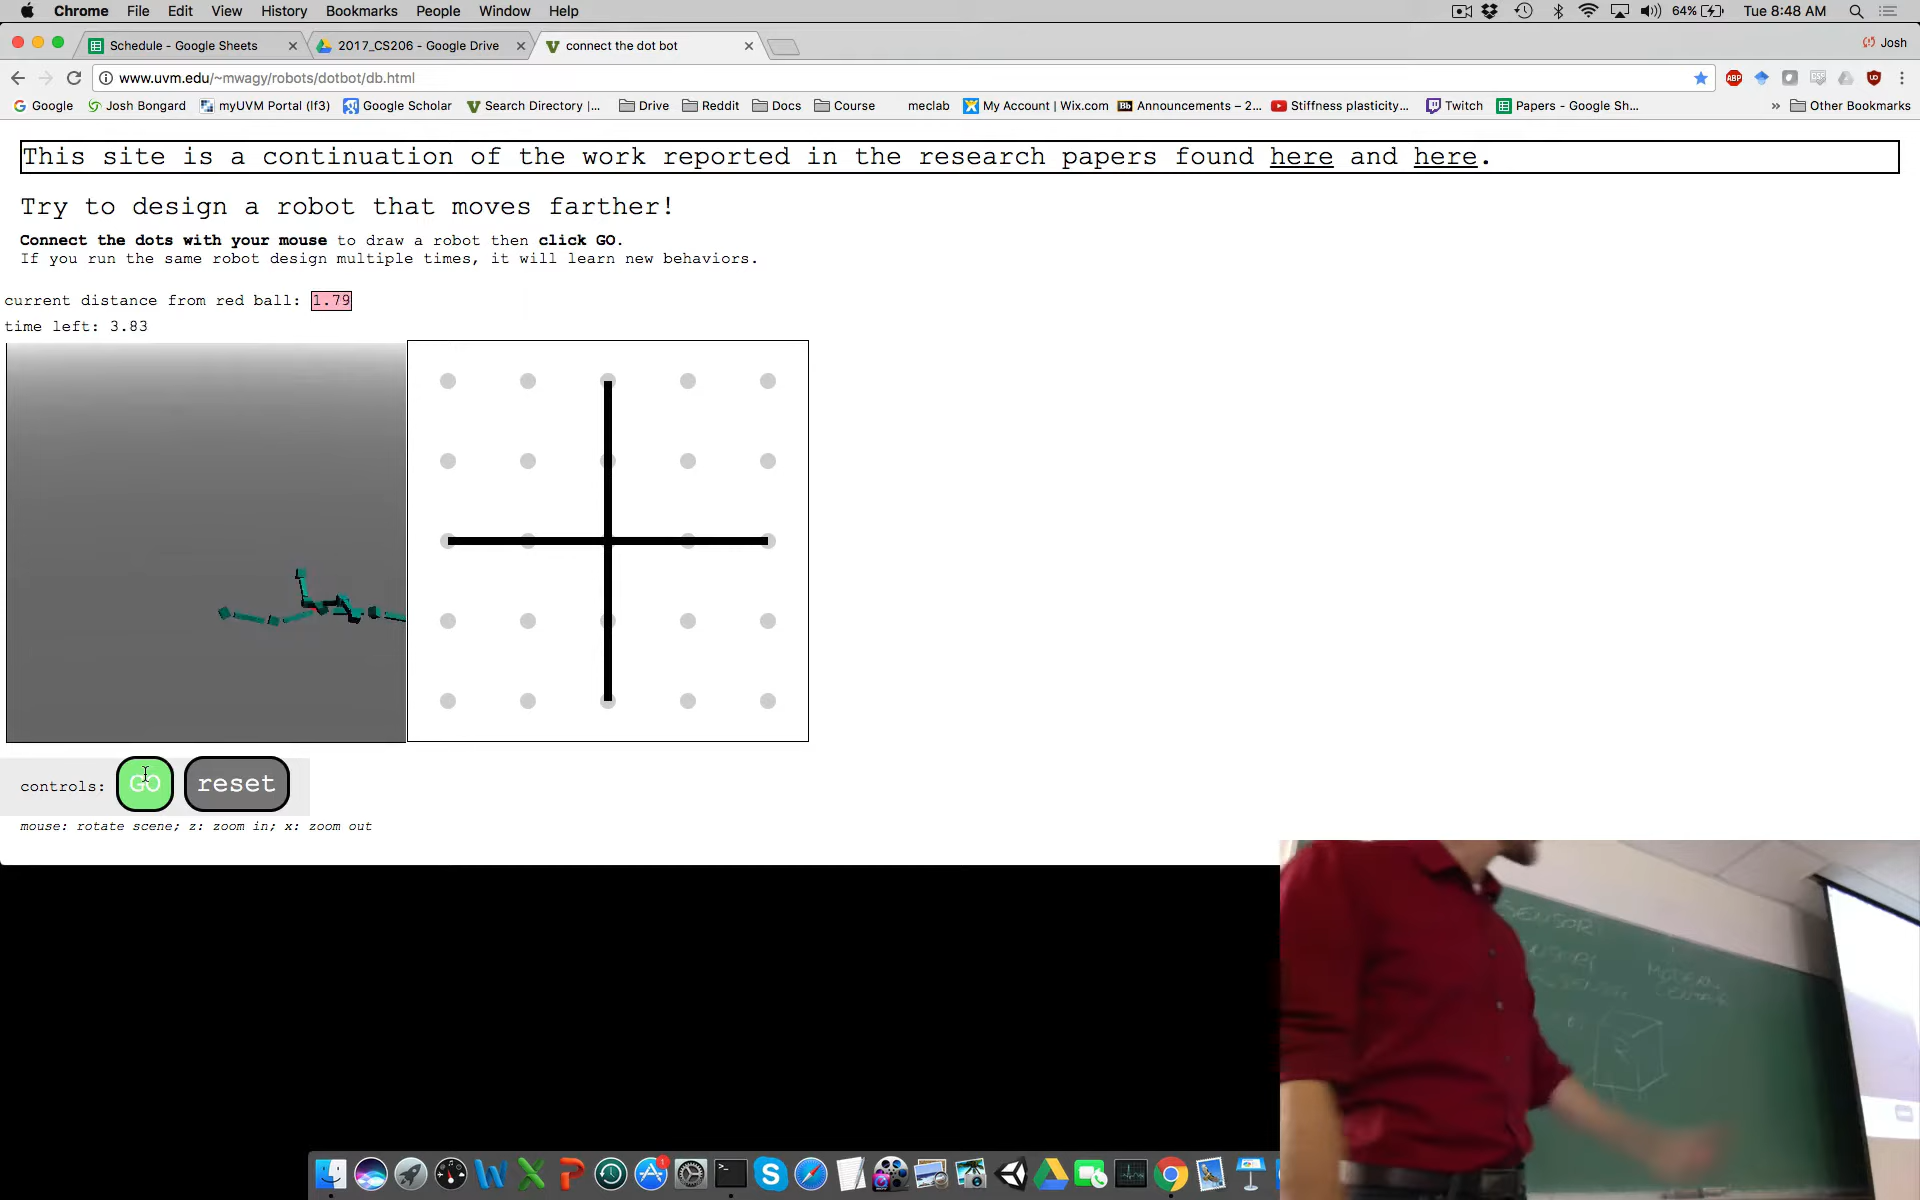 Chrome File Edit View History Bookmarks People Window Help 64% Tue 8:48 AM
Schedule - Google Sheets 2017_CS206 - Google Drive connect the dot bot Josh
www.uvm.edu/~mwagy/robots/dotbot/db.html
Google Josh Bongard myUVM Portal (lf3) Google Scholar Search Directory |... Drive Reddit Docs Course meclab My Account | Wix.com Announcements – 2... Stiffness plasticity... Twitch Papers - Google Sh... » Other Bookmarks
This site is a continuation of the work reported in the research papers found here and here.
Try to design a robot that moves farther!
Connect the dots with your mouse to draw a robot then click GO.
If you run the same robot design multiple times, it will learn new behaviors.
current distance from red ball: 1.79
time left: 3.83
controls: GO reset
mouse: rotate scene; z: zoom in; x: zoom out
SENSOR